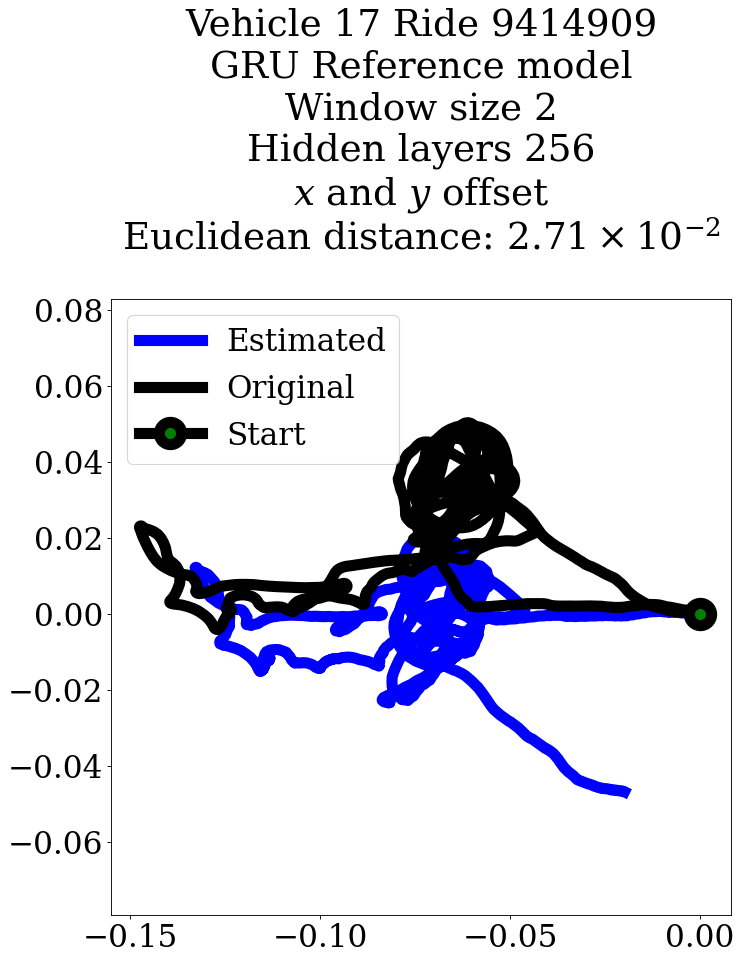 Vehicle 17 Ride 9414909
GRU Reference model
Window size 2
Hidden layers 256
x and y offset
Euclidean distance: 2.71 × 10⁻²
Estimated
Original
Start
0.08
0.06
0.04
0.02
0.00
−0.02
−0.04
−0.06
−0.15 −0.10 −0.05 0.00